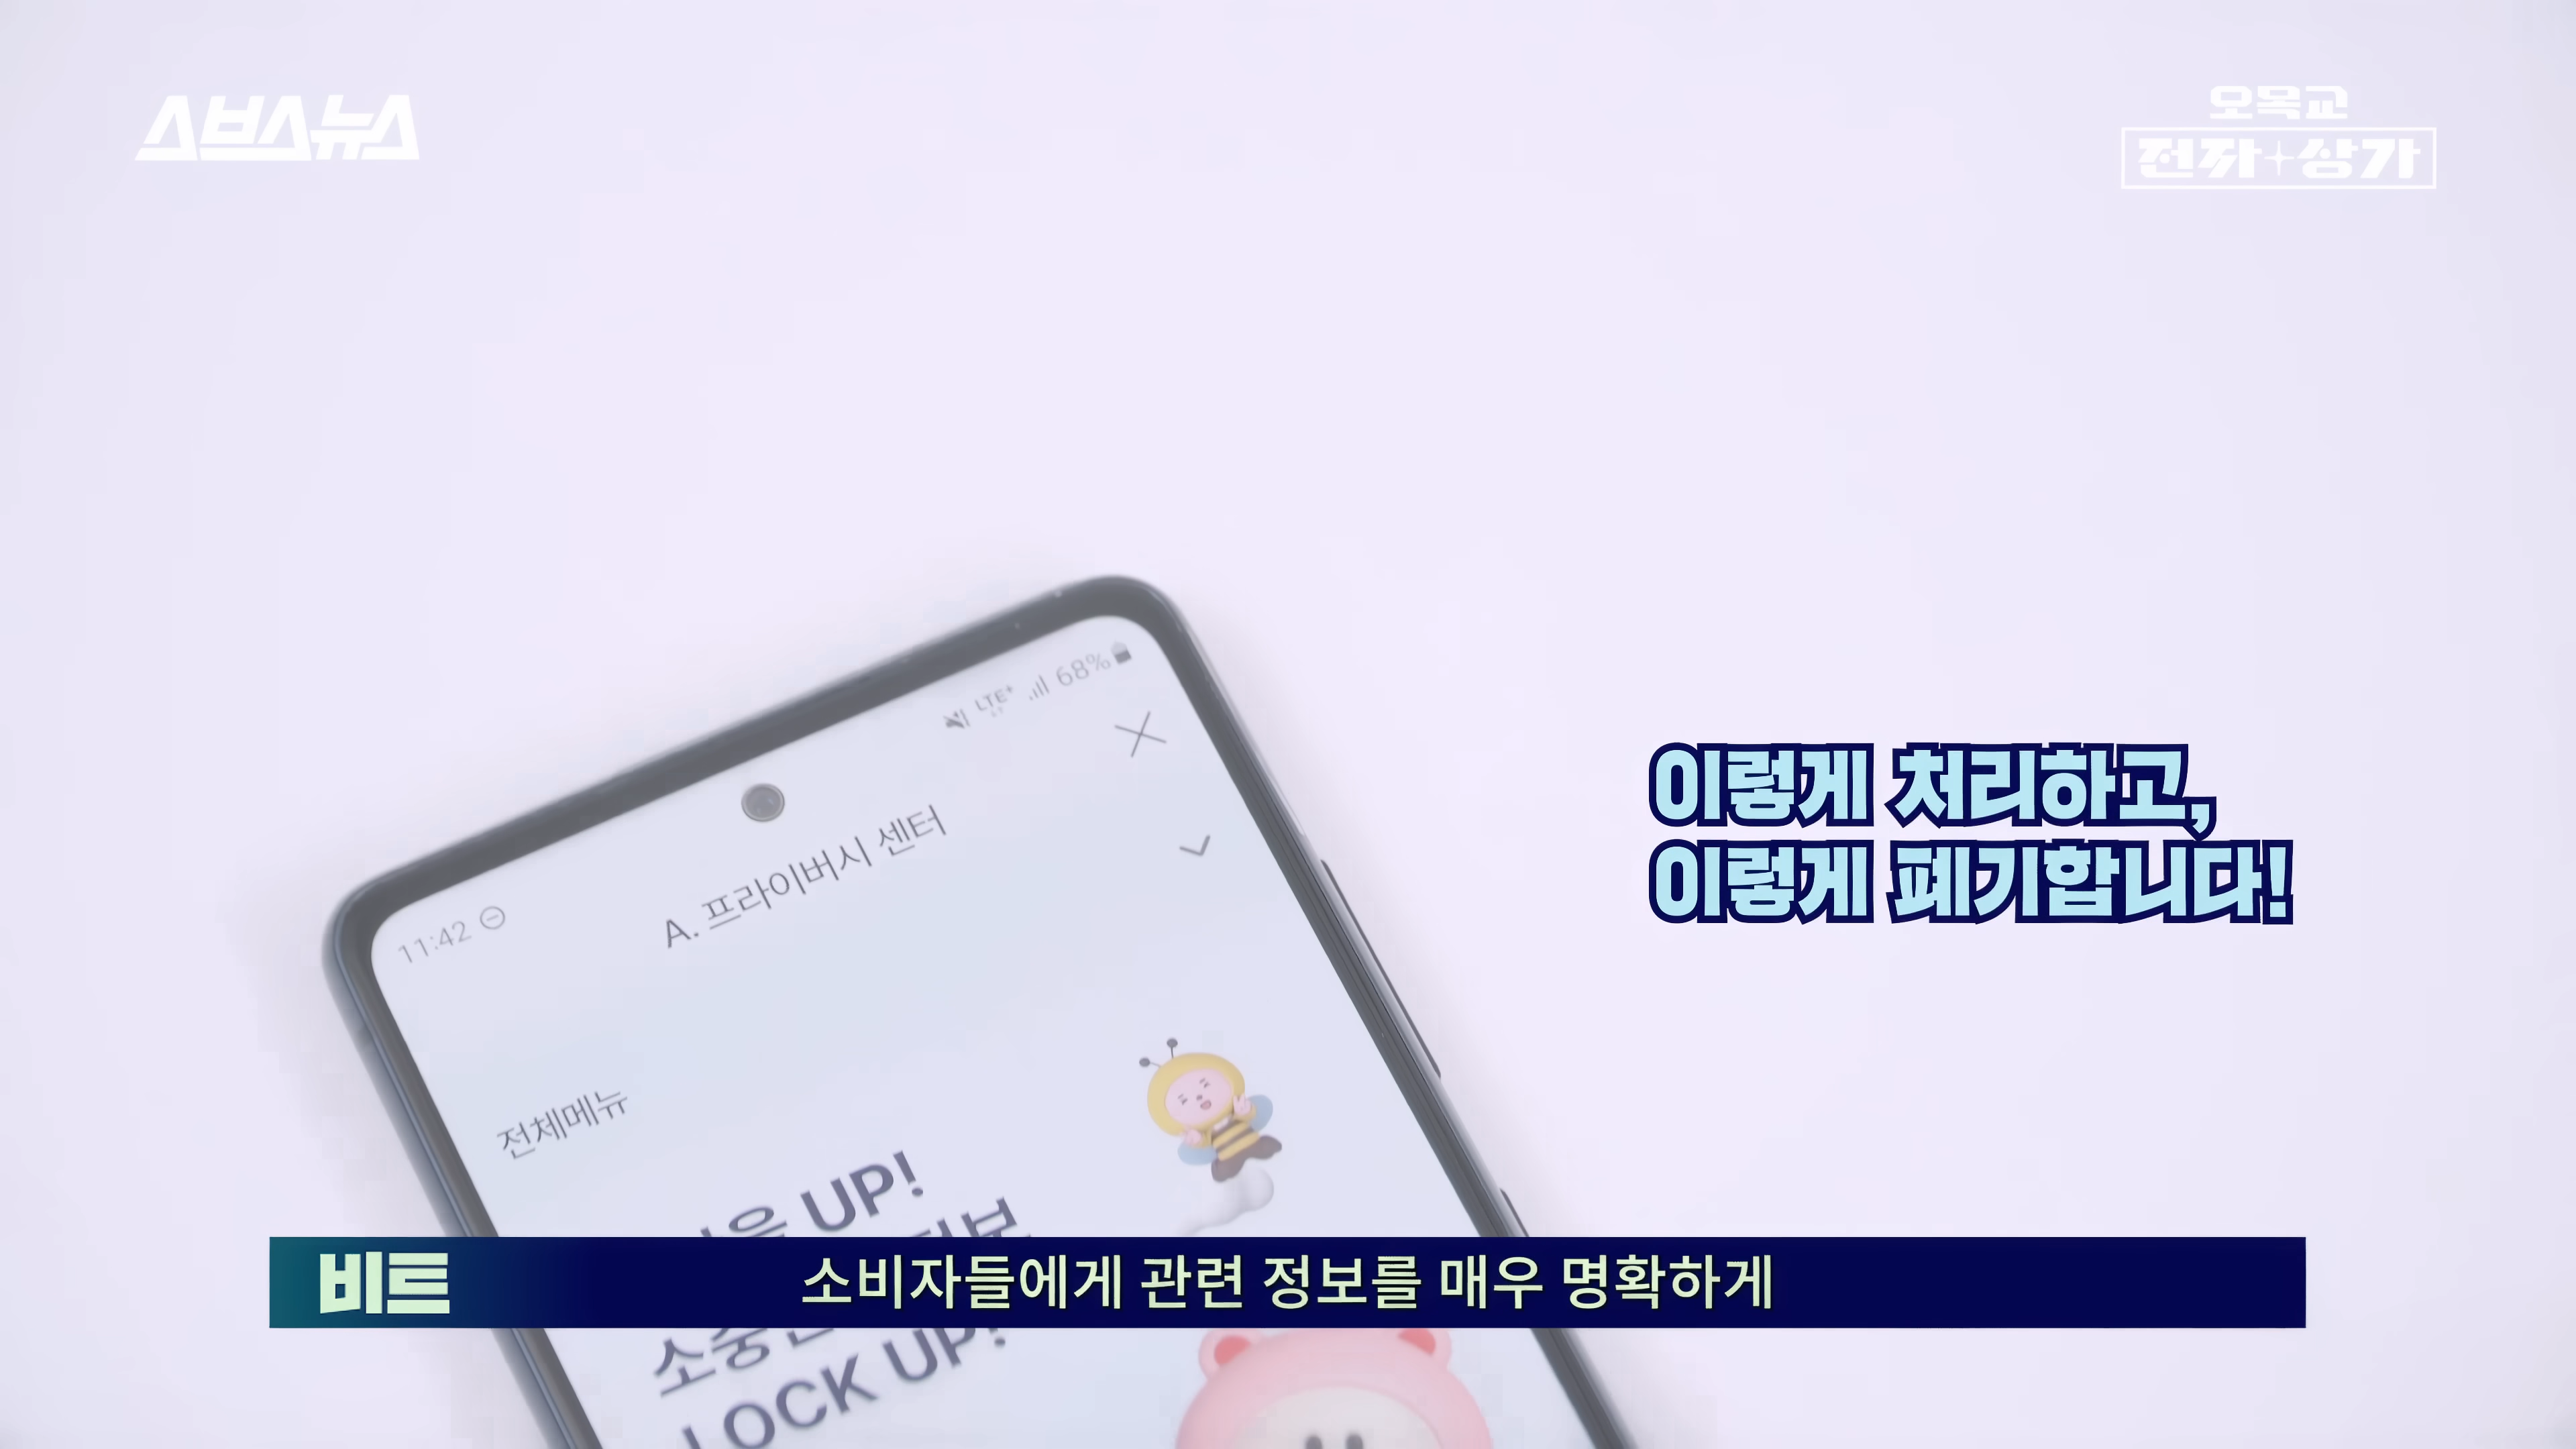 스브스뉴스
오목교
전자상가
LTE+ 68%
11:42
A. 프라이버시 센터
전체메뉴
UP!
LOCK UP!
이렇게 처리하고,
이렇게 폐기합니다!
비트
소비자들에게 관련 정보를 매우 명확하게